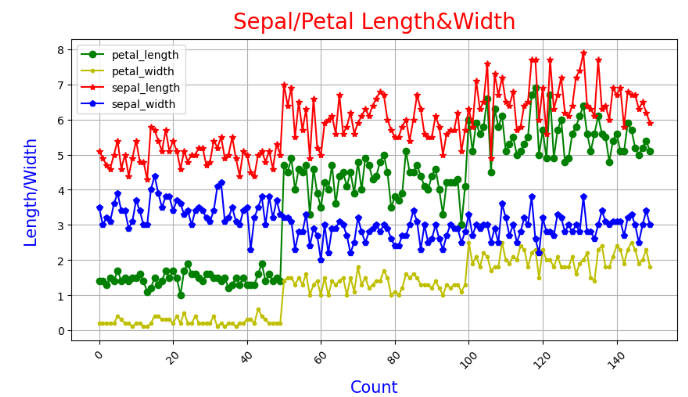 Sepal/Petal Length&Width
petal_length
petal_width
sepal_length
sepal_width
Length/Width
8
7
6
5
4
3
2
1
0
0 20 40 60 80 100 120 140
Count